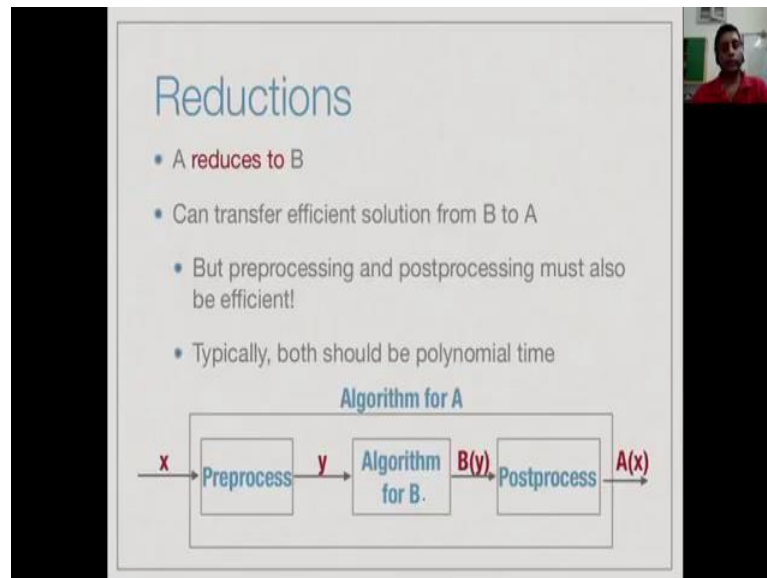 Reductions
• A reduces to B
• Can transfer efficient solution from B to A
• But preprocessing and postprocessing must also
be efficient!
• Typically, both should be polynomial time
Algorithm for A
x
Preprocess
y
Algorithm
for B.
B(y)
Postprocess
A(x)